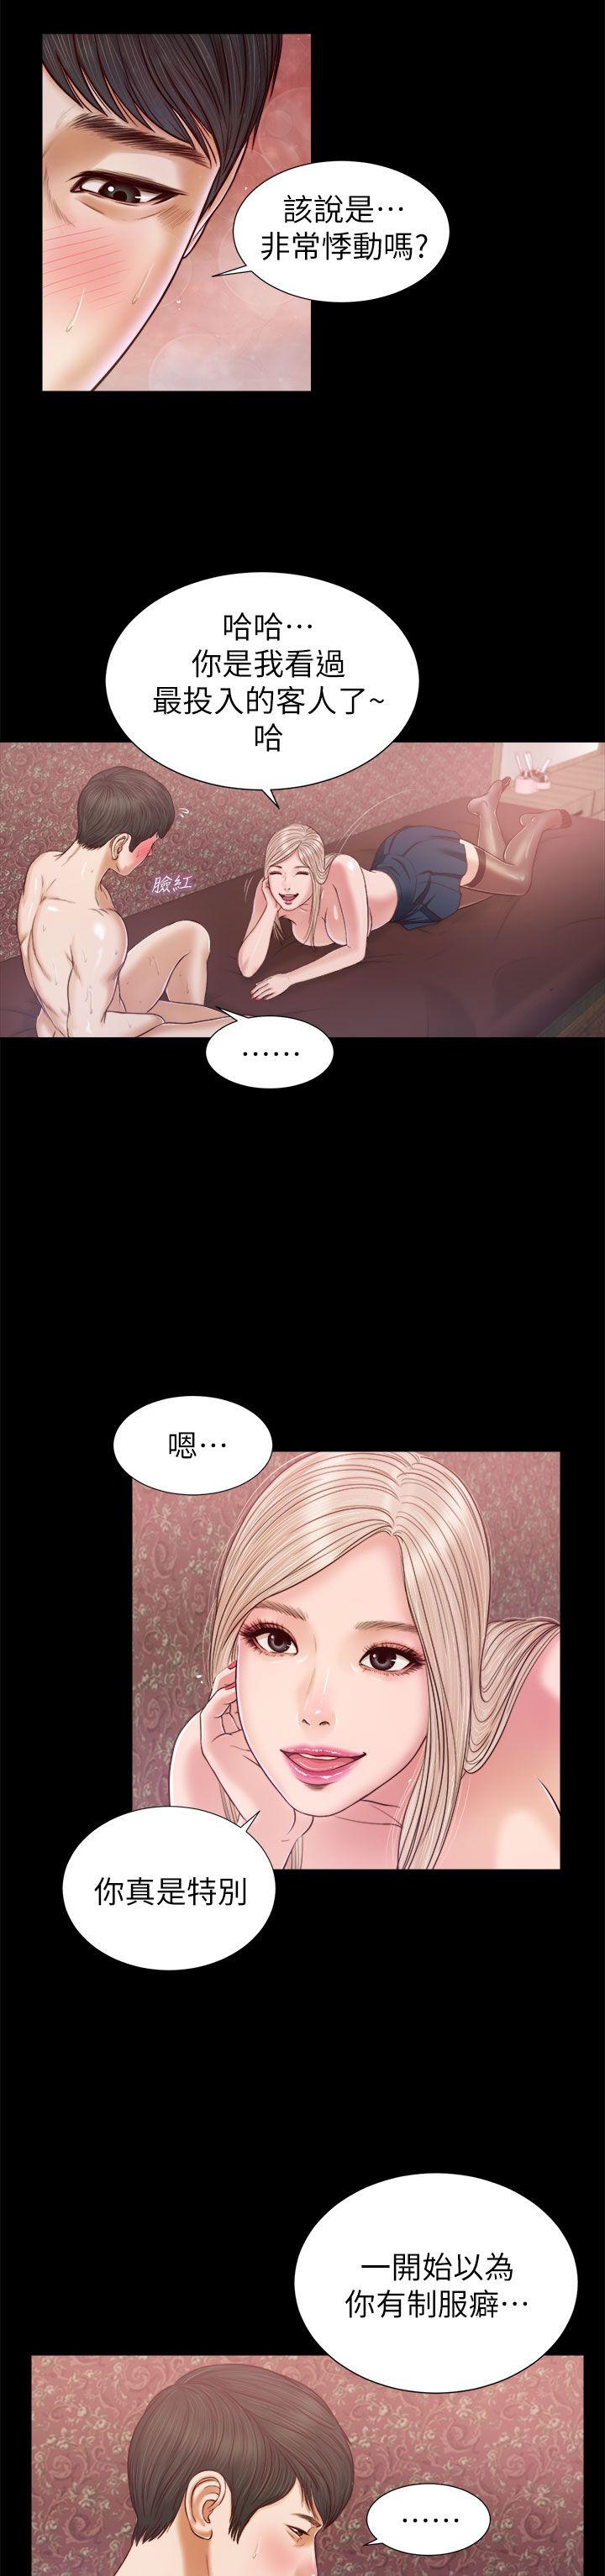 該說是⋯
非常悸動嗎?
哈哈⋯
你是我看過
最投入的客人了~
哈
臉紅
⋯⋯
嗯⋯
你真是特別
一開始以為
你有制服癖⋯
⋯⋯